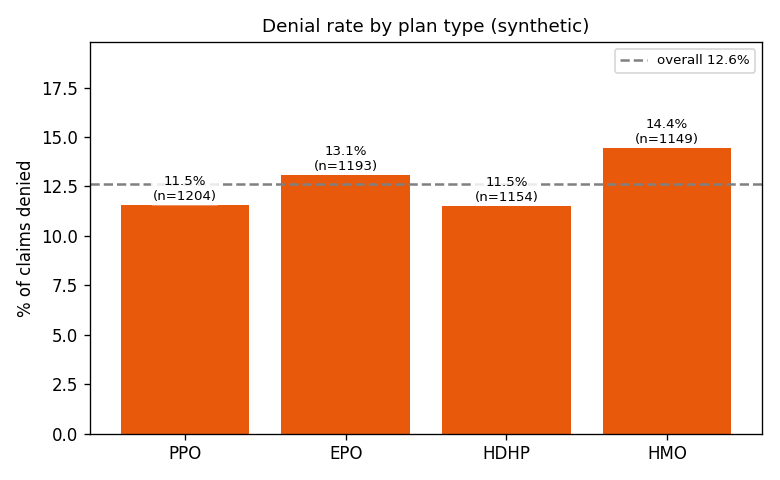 Denial rate by plan type (synthetic)
overall 12.6%
% of claims denied
17.5
15.0
12.5
10.0
7.5
5.0
2.5
0.0
11.5%
(n=1204)
13.1%
(n=1193)
11.5%
(n=1154)
14.4%
(n=1149)
PPO
EPO
HDHP
HMO